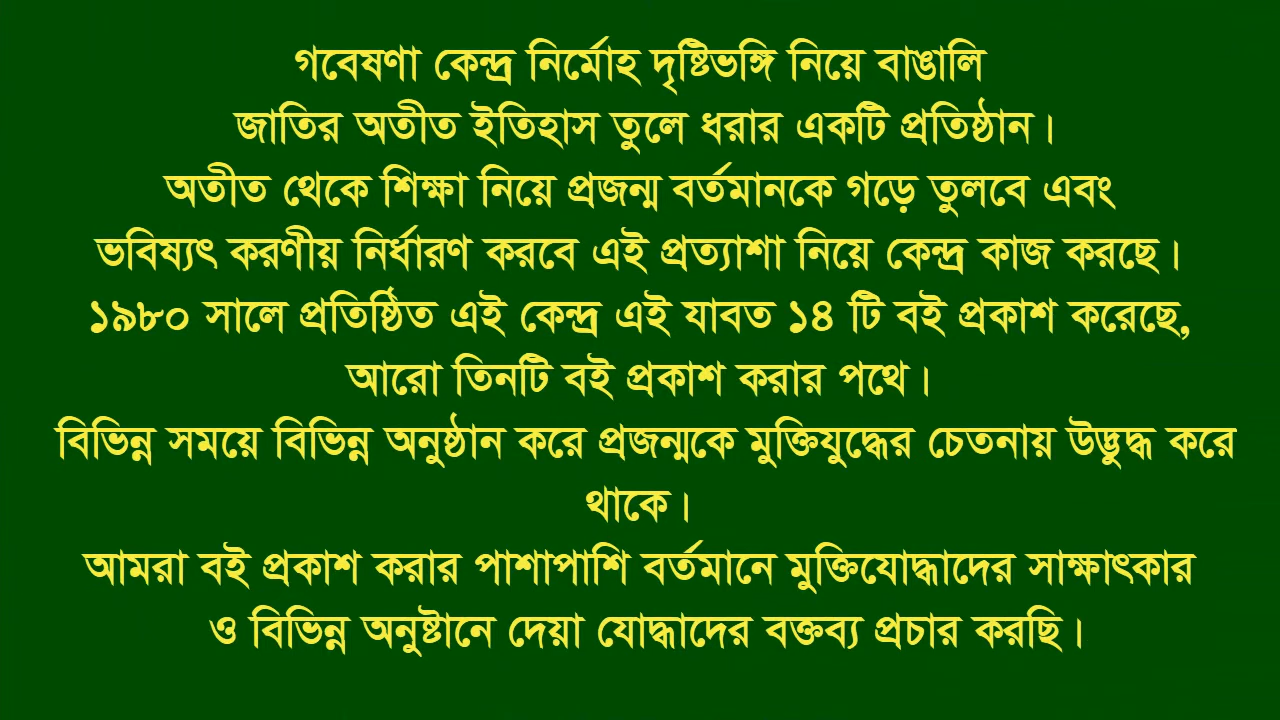 গবেষণা কেন্দ্র নির্মোহ দৃষ্টিভঙ্গি নিয়ে বাঙালি
জাতির অতীত ইতিহাস তুলে ধরার একটি প্রতিষ্ঠান।
অতীত থেকে শিক্ষা নিয়ে প্রজন্ম বর্তমানকে গড়ে তুলবে এবং
ভবিষ্যৎ করণীয় নির্ধারণ করবে এই প্রত্যাশা নিয়ে কেন্দ্র কাজ করছে।
১৯৮০ সালে প্রতিষ্ঠিত এই কেন্দ্র এই যাবত ১৪ টি বই প্রকাশ করেছে,
আরো তিনটি বই প্রকাশ করার পথে।
বিভিন্ন সময়ে বিভিন্ন অনুষ্ঠান করে প্রজন্মকে মুক্তিযুদ্ধের চেতনায় উদ্ভুদ্ধ করে
থাকে।
আমরা বই প্রকাশ করার পাশাপাশি বর্তমানে মুক্তিযোদ্ধাদের সাক্ষাৎকার
ও বিভিন্ন অনুষ্টানে দেয়া যোদ্ধাদের বক্তব্য প্রচার করছি।